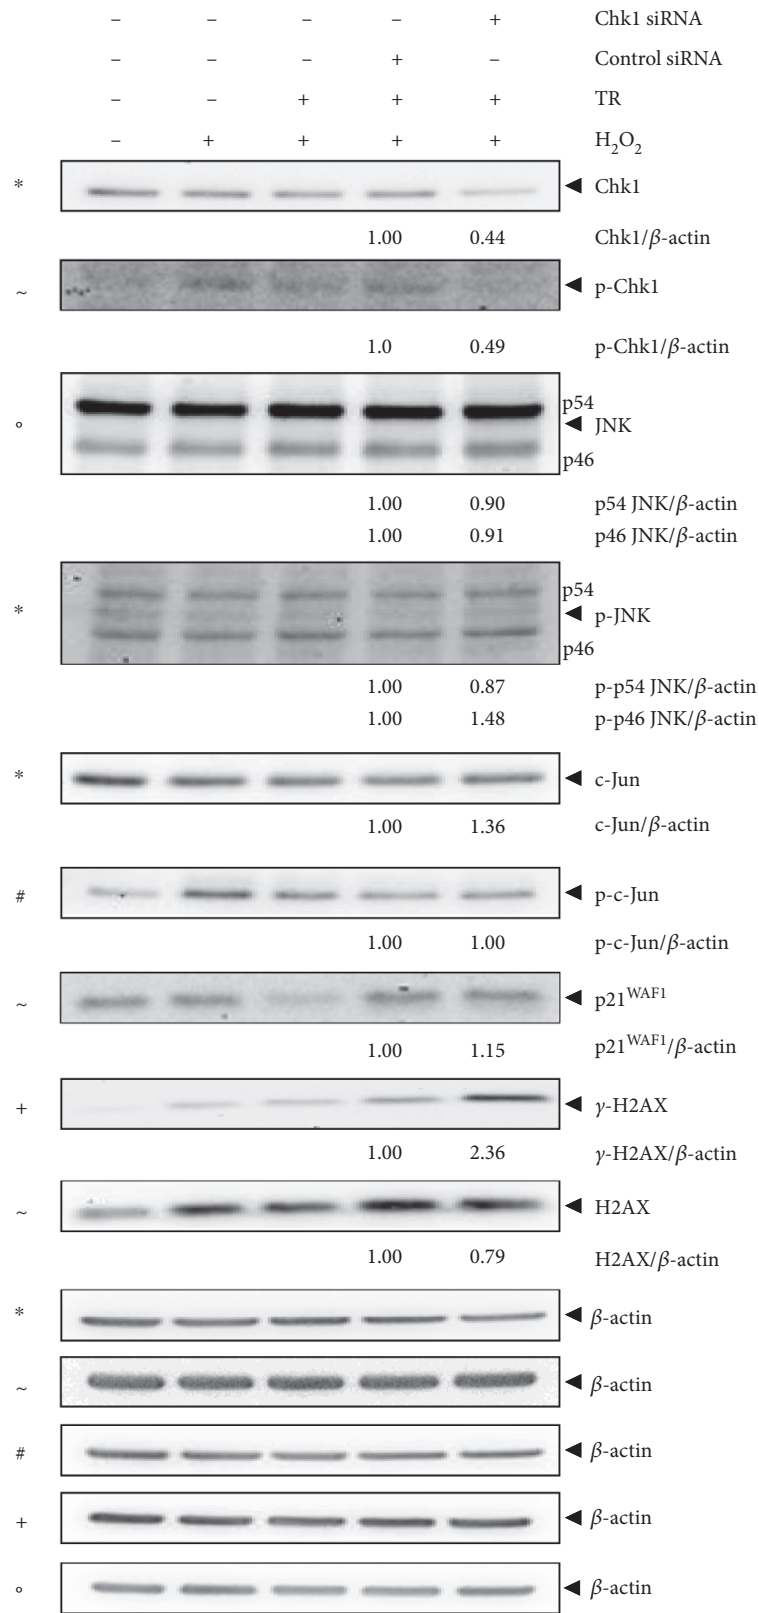 – – – – + Chk1 siRNA
– – – + – Control siRNA
– – + + + TR
– + + + + H₂O₂
* Chk1
1.00 0.44 Chk1/β-actin
~ p-Chk1
1.0 0.49 p-Chk1/β-actin
p54
° JNK
p46
1.00 0.90 p54 JNK/β-actin
1.00 0.91 p46 JNK/β-actin
p54
* p-JNK
p46
1.00 0.87 p-p54 JNK/β-actin
1.00 1.48 p-p46 JNK/β-actin
* c-Jun
1.00 1.36 c-Jun/β-actin
# p-c-Jun
1.00 1.00 p-c-Jun/β-actin
~ p21ᵂᴬᶠ¹
1.00 1.15 p21ᵂᴬᶠ¹/β-actin
+ γ-H2AX
1.00 2.36 γ-H2AX/β-actin
~ H2AX
1.00 0.79 H2AX/β-actin
* β-actin
~ β-actin
# β-actin
+ β-actin
° β-actin